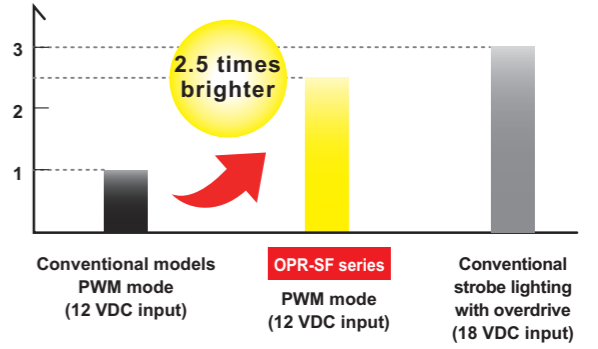 3
2
1
2.5 times
brighter
Conventional models
PWM mode
(12 VDC input)
OPR-SF series
PWM mode
(12 VDC input)
Conventional
strobe lighting
with overdrive
(18 VDC input)